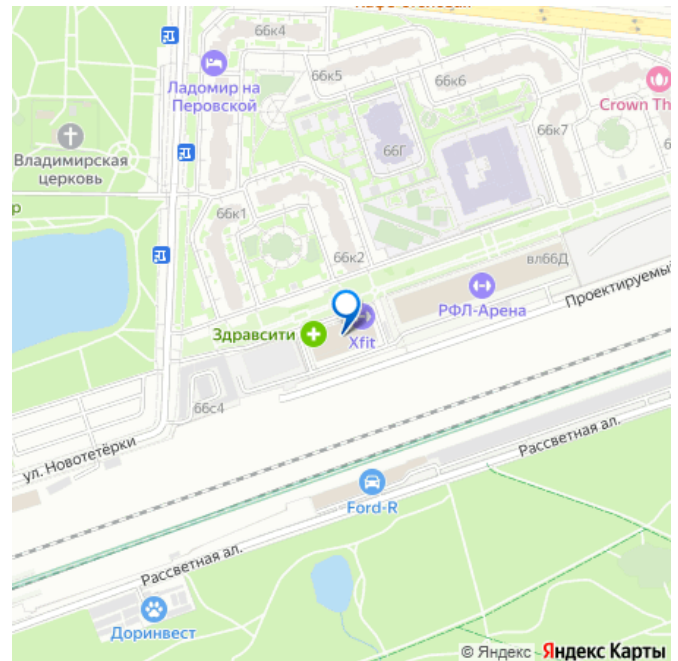 66к4
Ладомир на
Перовской
66к5
66к6
Crown Th
Владимирская
церковь
66Г
66к7
р
66к1
66к2
вл66Д
Проектируемый
РФЛ-Арена
Здравсити
Xfit
66с4
ул. Новотетёрки
Рассветная ал.
Ford-R
Рассветная ал.
Доринвест
© Яндекс Яндекс Карты